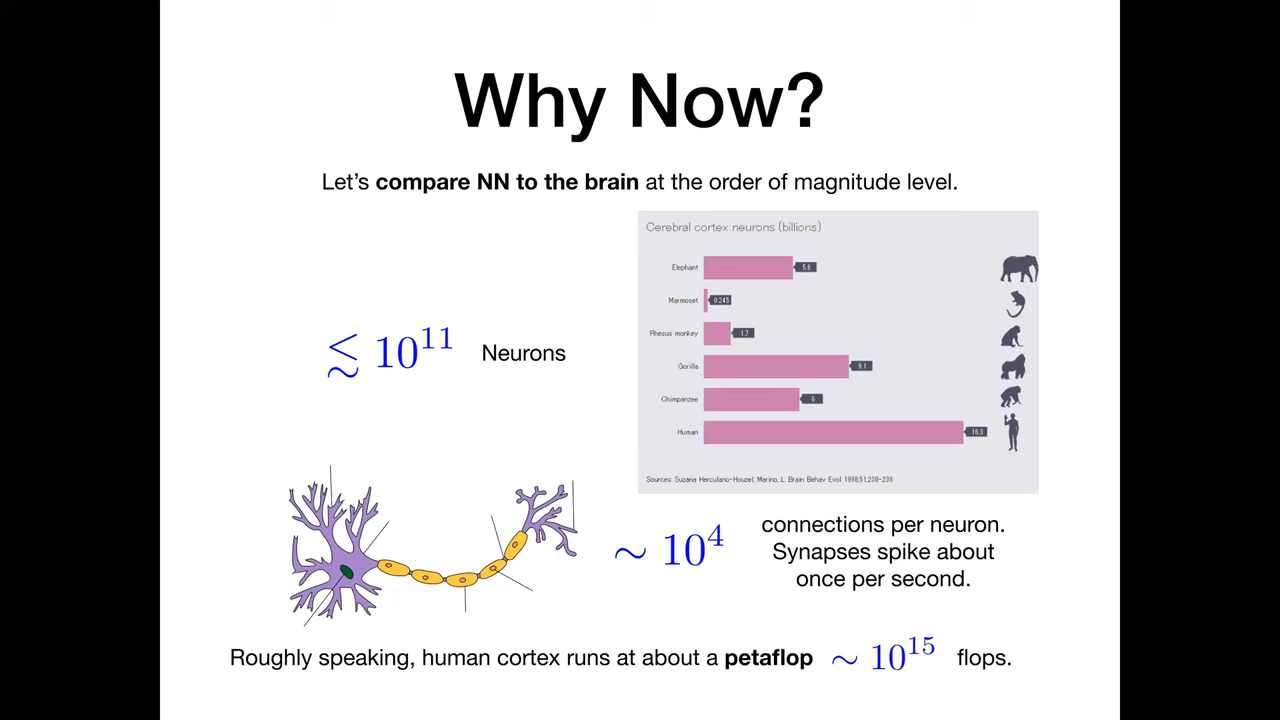 Why Now?
Let's compare NN to the brain at the order of magnitude level.
Cerebral cortex neurons (billions)
Elephant 5.6
Marmoset 0.245
Rhesus monkey 1.7
Gorilla 9.1
Chimpanzee 6
Human 16.3
Sources: Suzana Herculano-Houzel; Marino, L. Brain Behav Evol 1998;51;230-238
≲ 10¹¹ Neurons
∼ 10⁴
connections per neuron.
Synapses spike about
once per second.
Roughly speaking, human cortex runs at about a petaflop ∼ 10¹⁵ flops.